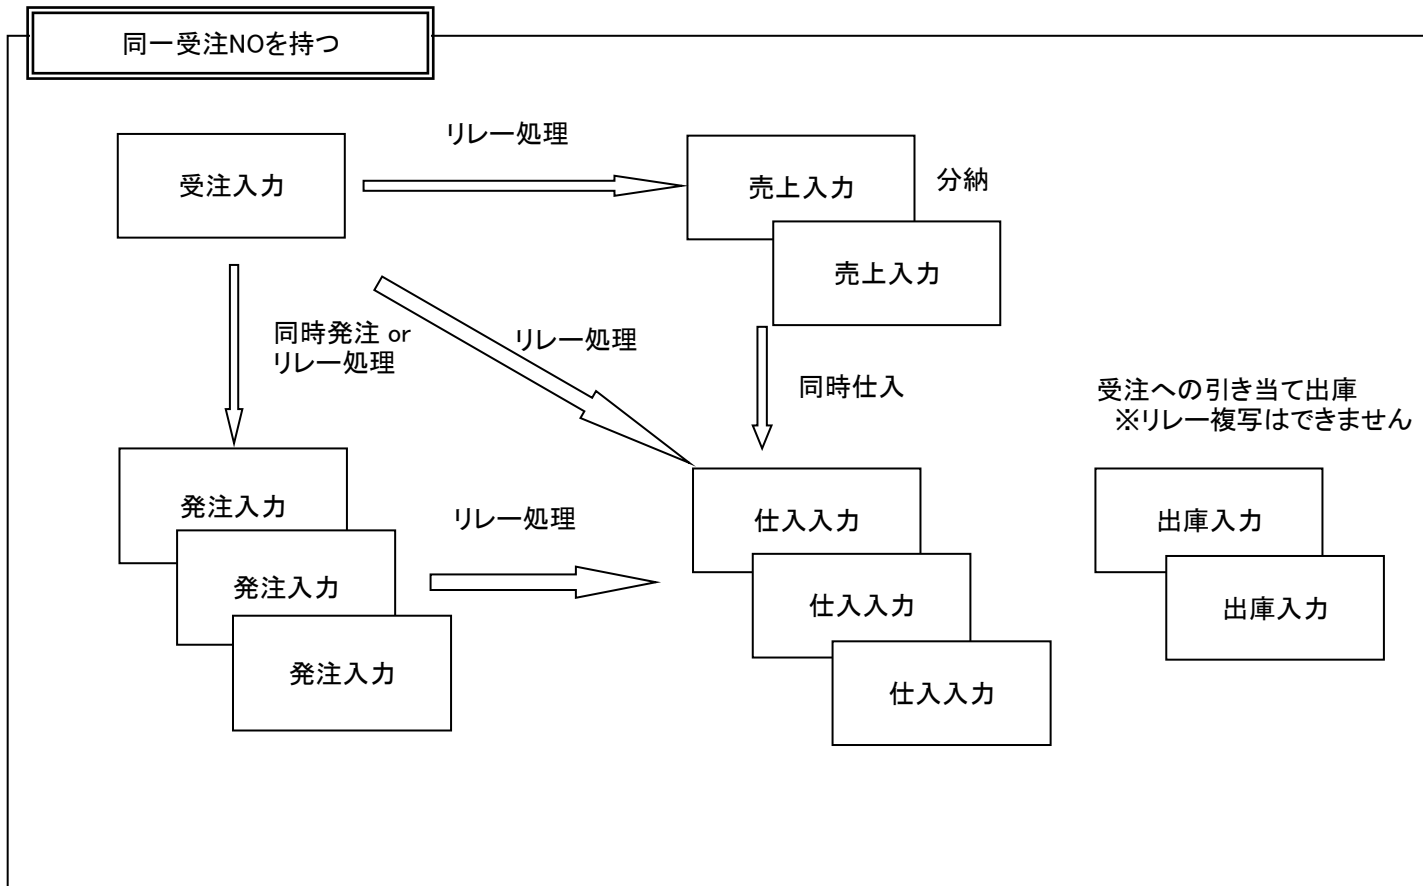 同一受注NOを持つ
リレー処理
受注入力
売上入力
分納
売上入力
同時発注 or
リレー処理
リレー処理
同時仕入
受注への引き当て出庫
※リレー複写はできません
発注入力
リレー処理
仕入入力
出庫入力
発注入力
仕入入力
出庫入力
発注入力
仕入入力